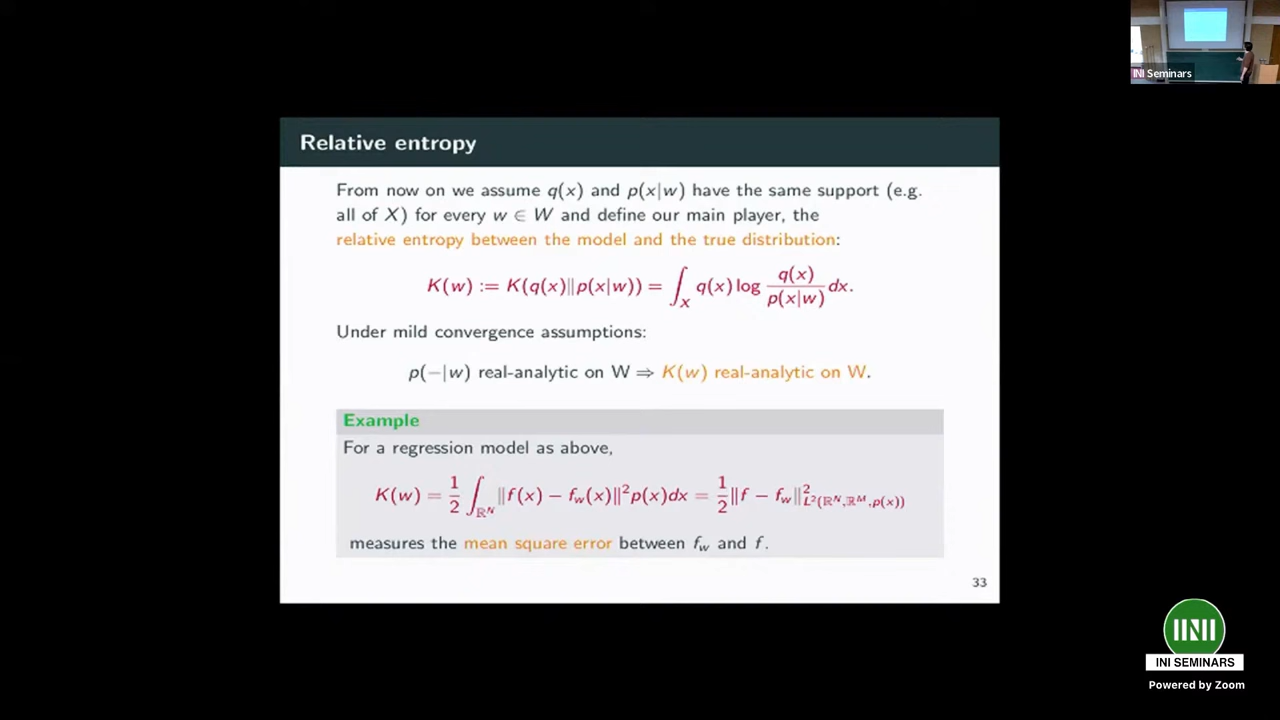 INI Seminars
Relative entropy
From now on we assume q(x) and p(x|w) have the same support (e.g.
all of X) for every w ∈ W and define our main player, the
relative entropy between the model and the true distribution:
K(w) := K(q(x)||p(x|w)) = ∫_X q(x) log q(x)/p(x|w) dx.
Under mild convergence assumptions:
p(−|w) real-analytic on W ⇒ K(w) real-analytic on W.
Example
For a regression model as above,
K(w) = 1/2 ∫_{ℝ^N} ||f(x) − f_w(x)||² p(x)dx = 1/2 ||f − f_w||²_{L²(ℝ^N,ℝ^M,p(x))}
measures the mean square error between f_w and f.
33
INI
INI SEMINARS
Powered by Zoom